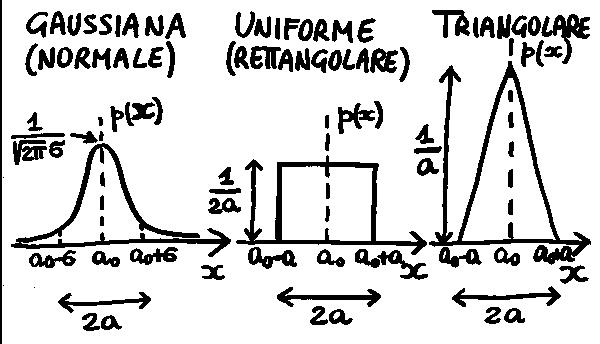 GAUSSIANA
(NORMALE)
p(x)
1
√2π σ
a₀-σ a₀ a₀+σ
x
2a
UNIFORME
(RETTANGOLARE)
p(x)
1
2a
a₀-a a₀ a₀+a
x
2a
TRIANGOLARE
p(x)
1
a
a₀-a a₀ a₀+a
x
2a